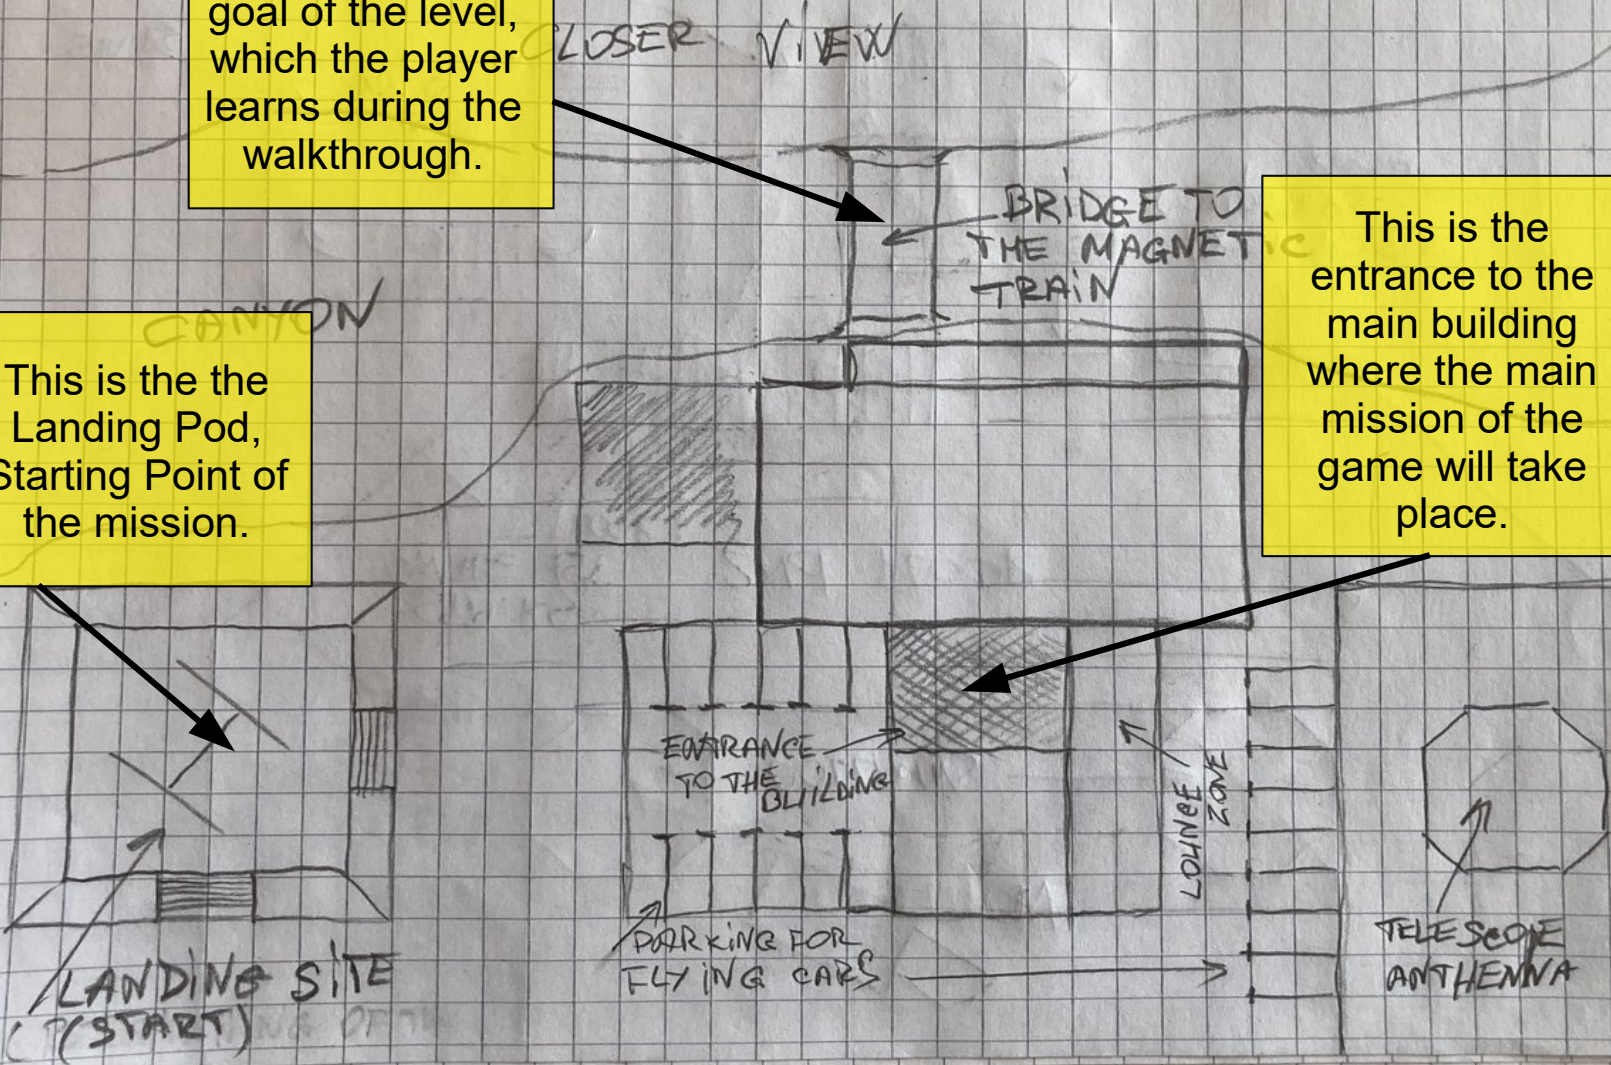 goal of the level,
which the player
learns during the
walkthrough.
CLOSER VIEW
BRIDGE TO
THE MAGNETIC
TRAIN
This is the
entrance to the
main building
where the main
mission of the
game will take
place.
CANYON
This is the the
Landing Pod,
Starting Point of
the mission.
ENTRANCE
TO THE
BUILDING
LOUNGE
ZONE
PARKING FOR
FLYING CARS
TELESCOPE
ANTHENNA
LANDING SITE
(START)